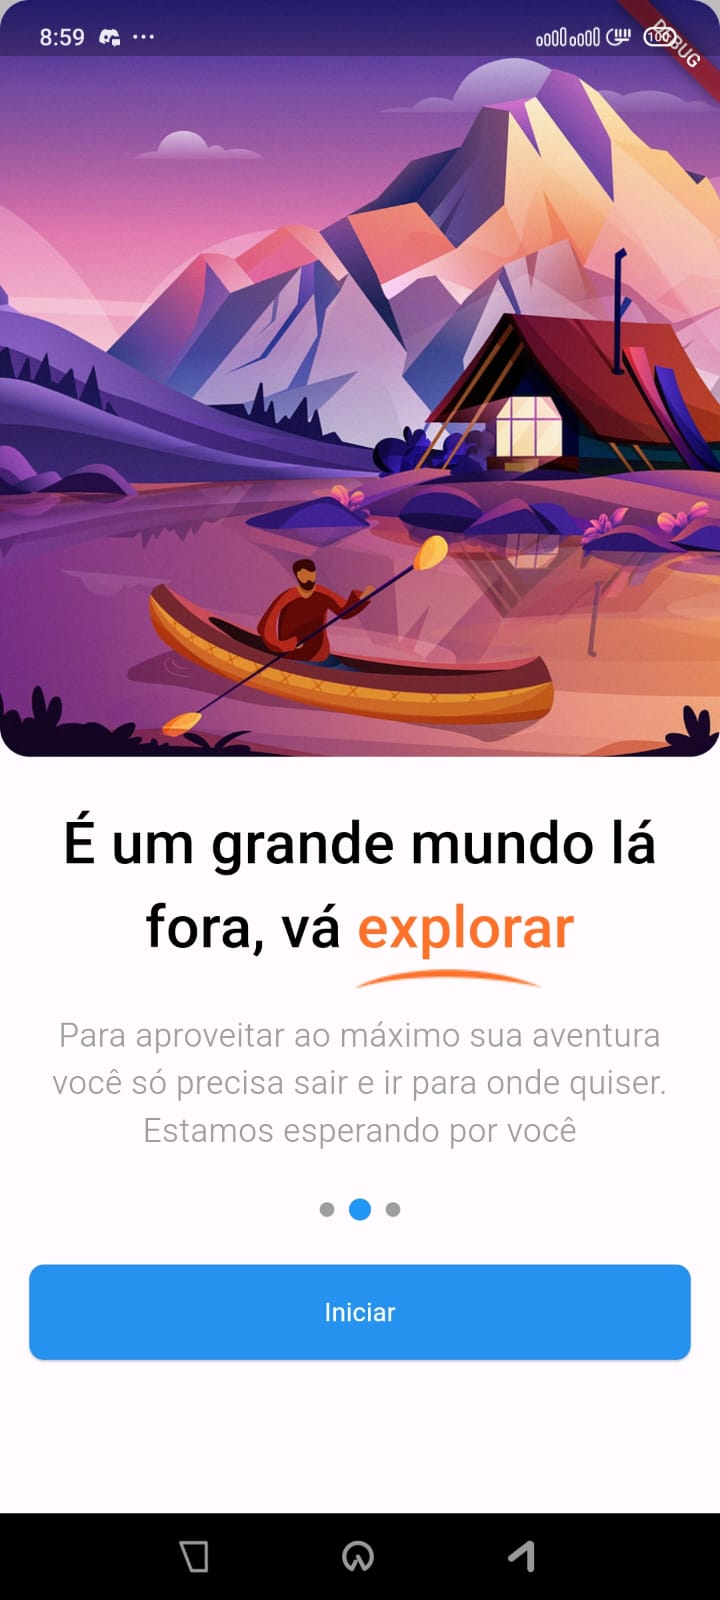 8:59
100
DEBUG
É um grande mundo lá
fora, vá explorar
Para aproveitar ao máximo sua aventura
você só precisa sair e ir para onde quiser.
Estamos esperando por você
Iniciar